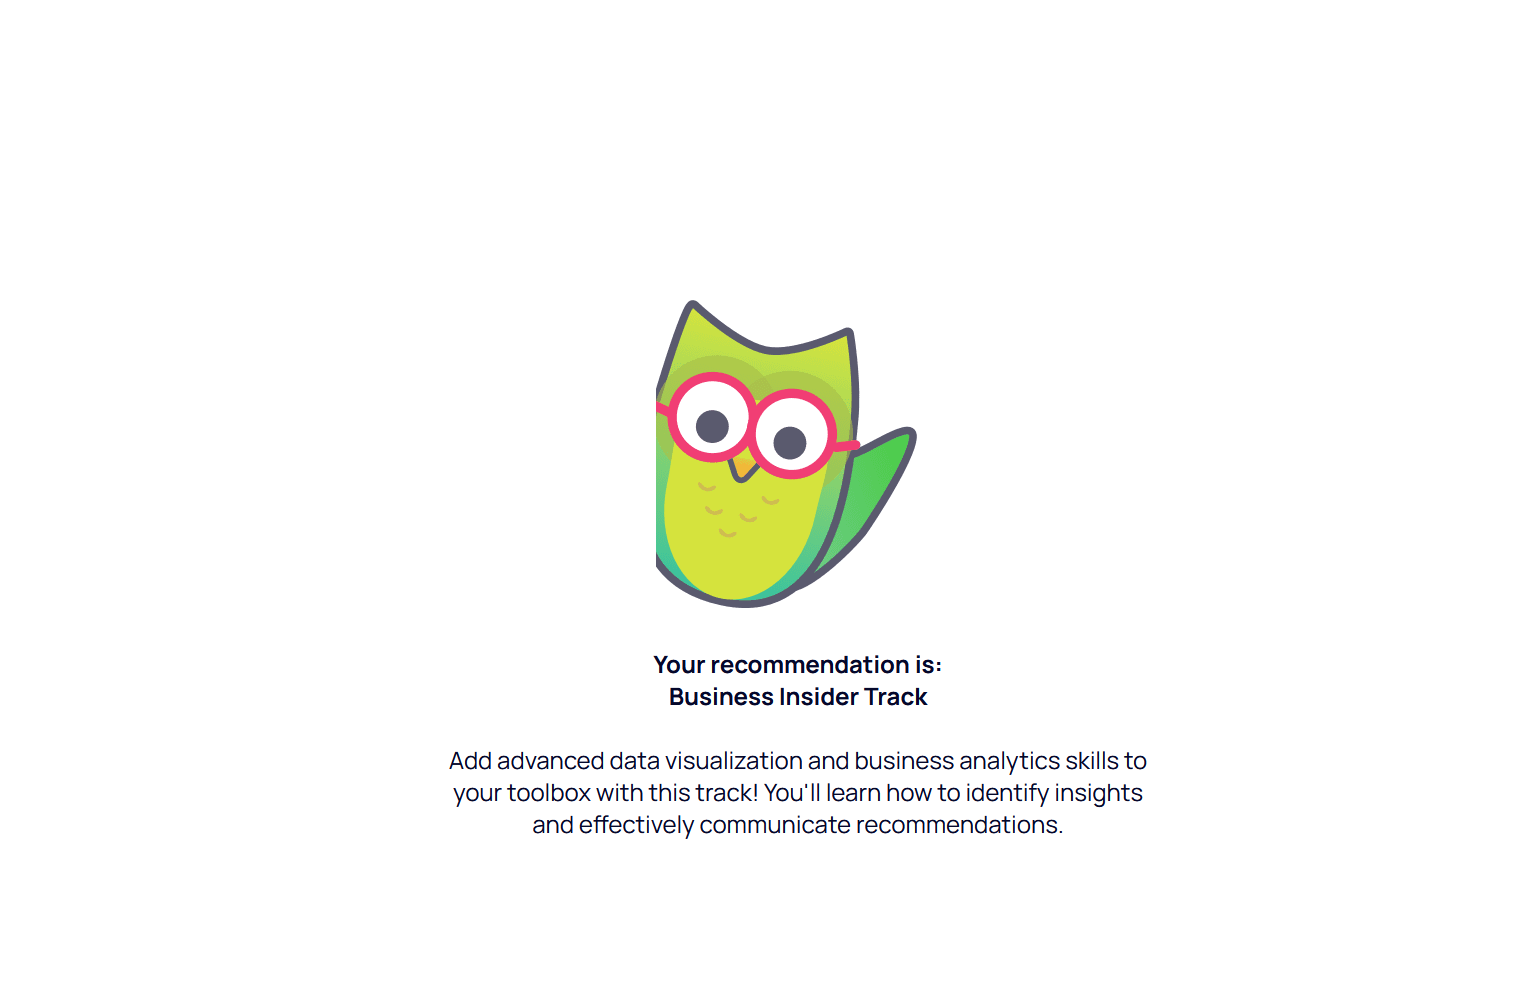 Your recommendation is:
Business Insider Track
Add advanced data visualization and business analytics skills to
your toolbox with this track! You'll learn how to identify insights
and effectively communicate recommendations.